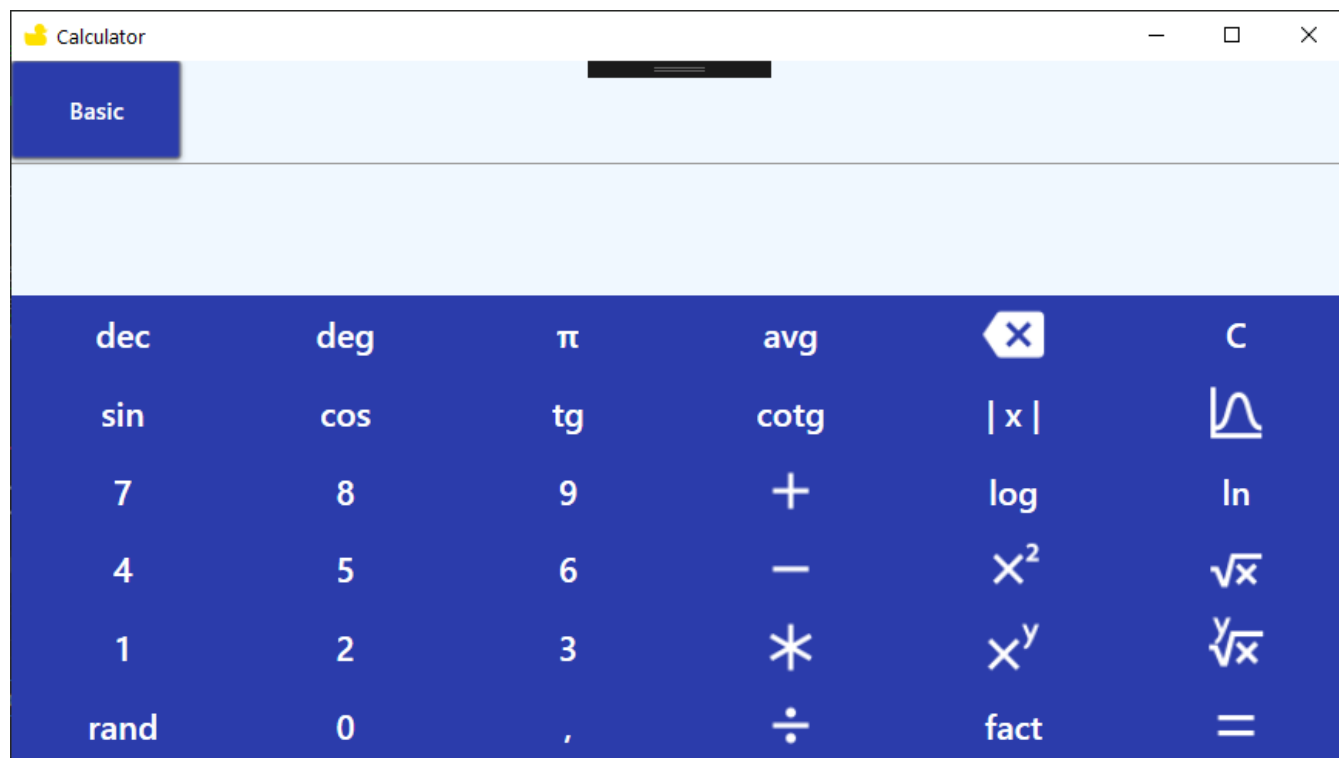 Calculator
Basic
dec deg π avg C
sin cos tg cotg | x |
7 8 9 + log ln
4 5 6 − x² √x
1 2 3 * xʸ ʸ√x
rand 0 , ÷ fact =